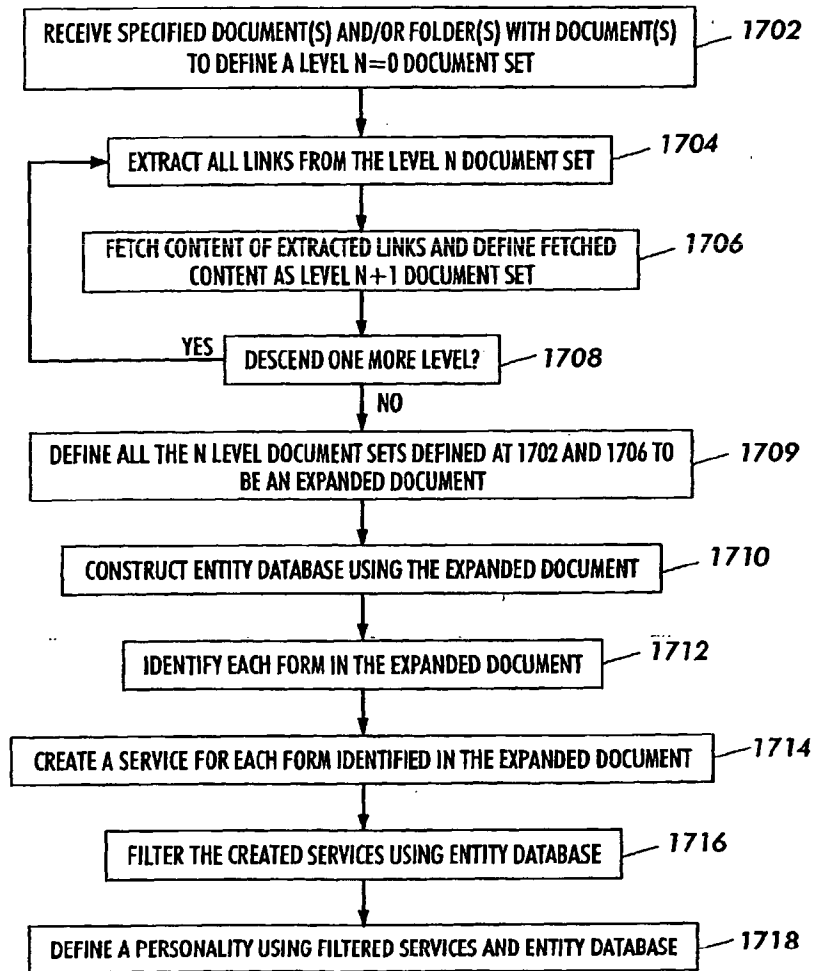 RECEIVE SPECIFIED DOCUMENT(S) AND/OR FOLDER(S) WITH DOCUMENT(S)
TO DEFINE A LEVEL N=0 DOCUMENT SET
1702
EXTRACT ALL LINKS FROM THE LEVEL N DOCUMENT SET
1704
FETCH CONTENT OF EXTRACTED LINKS AND DEFINE FETCHED
CONTENT AS LEVEL N+1 DOCUMENT SET
1706
YES
DESCEND ONE MORE LEVEL?
1708
NO
DEFINE ALL THE N LEVEL DOCUMENT SETS DEFINED AT 1702 AND 1706 TO
BE AN EXPANDED DOCUMENT
1709
CONSTRUCT ENTITY DATABASE USING THE EXPANDED DOCUMENT
1710
IDENTIFY EACH FORM IN THE EXPANDED DOCUMENT
1712
CREATE A SERVICE FOR EACH FORM IDENTIFIED IN THE EXPANDED DOCUMENT
1714
FILTER THE CREATED SERVICES USING ENTITY DATABASE
1716
DEFINE A PERSONALITY USING FILTERED SERVICES AND ENTITY DATABASE
1718